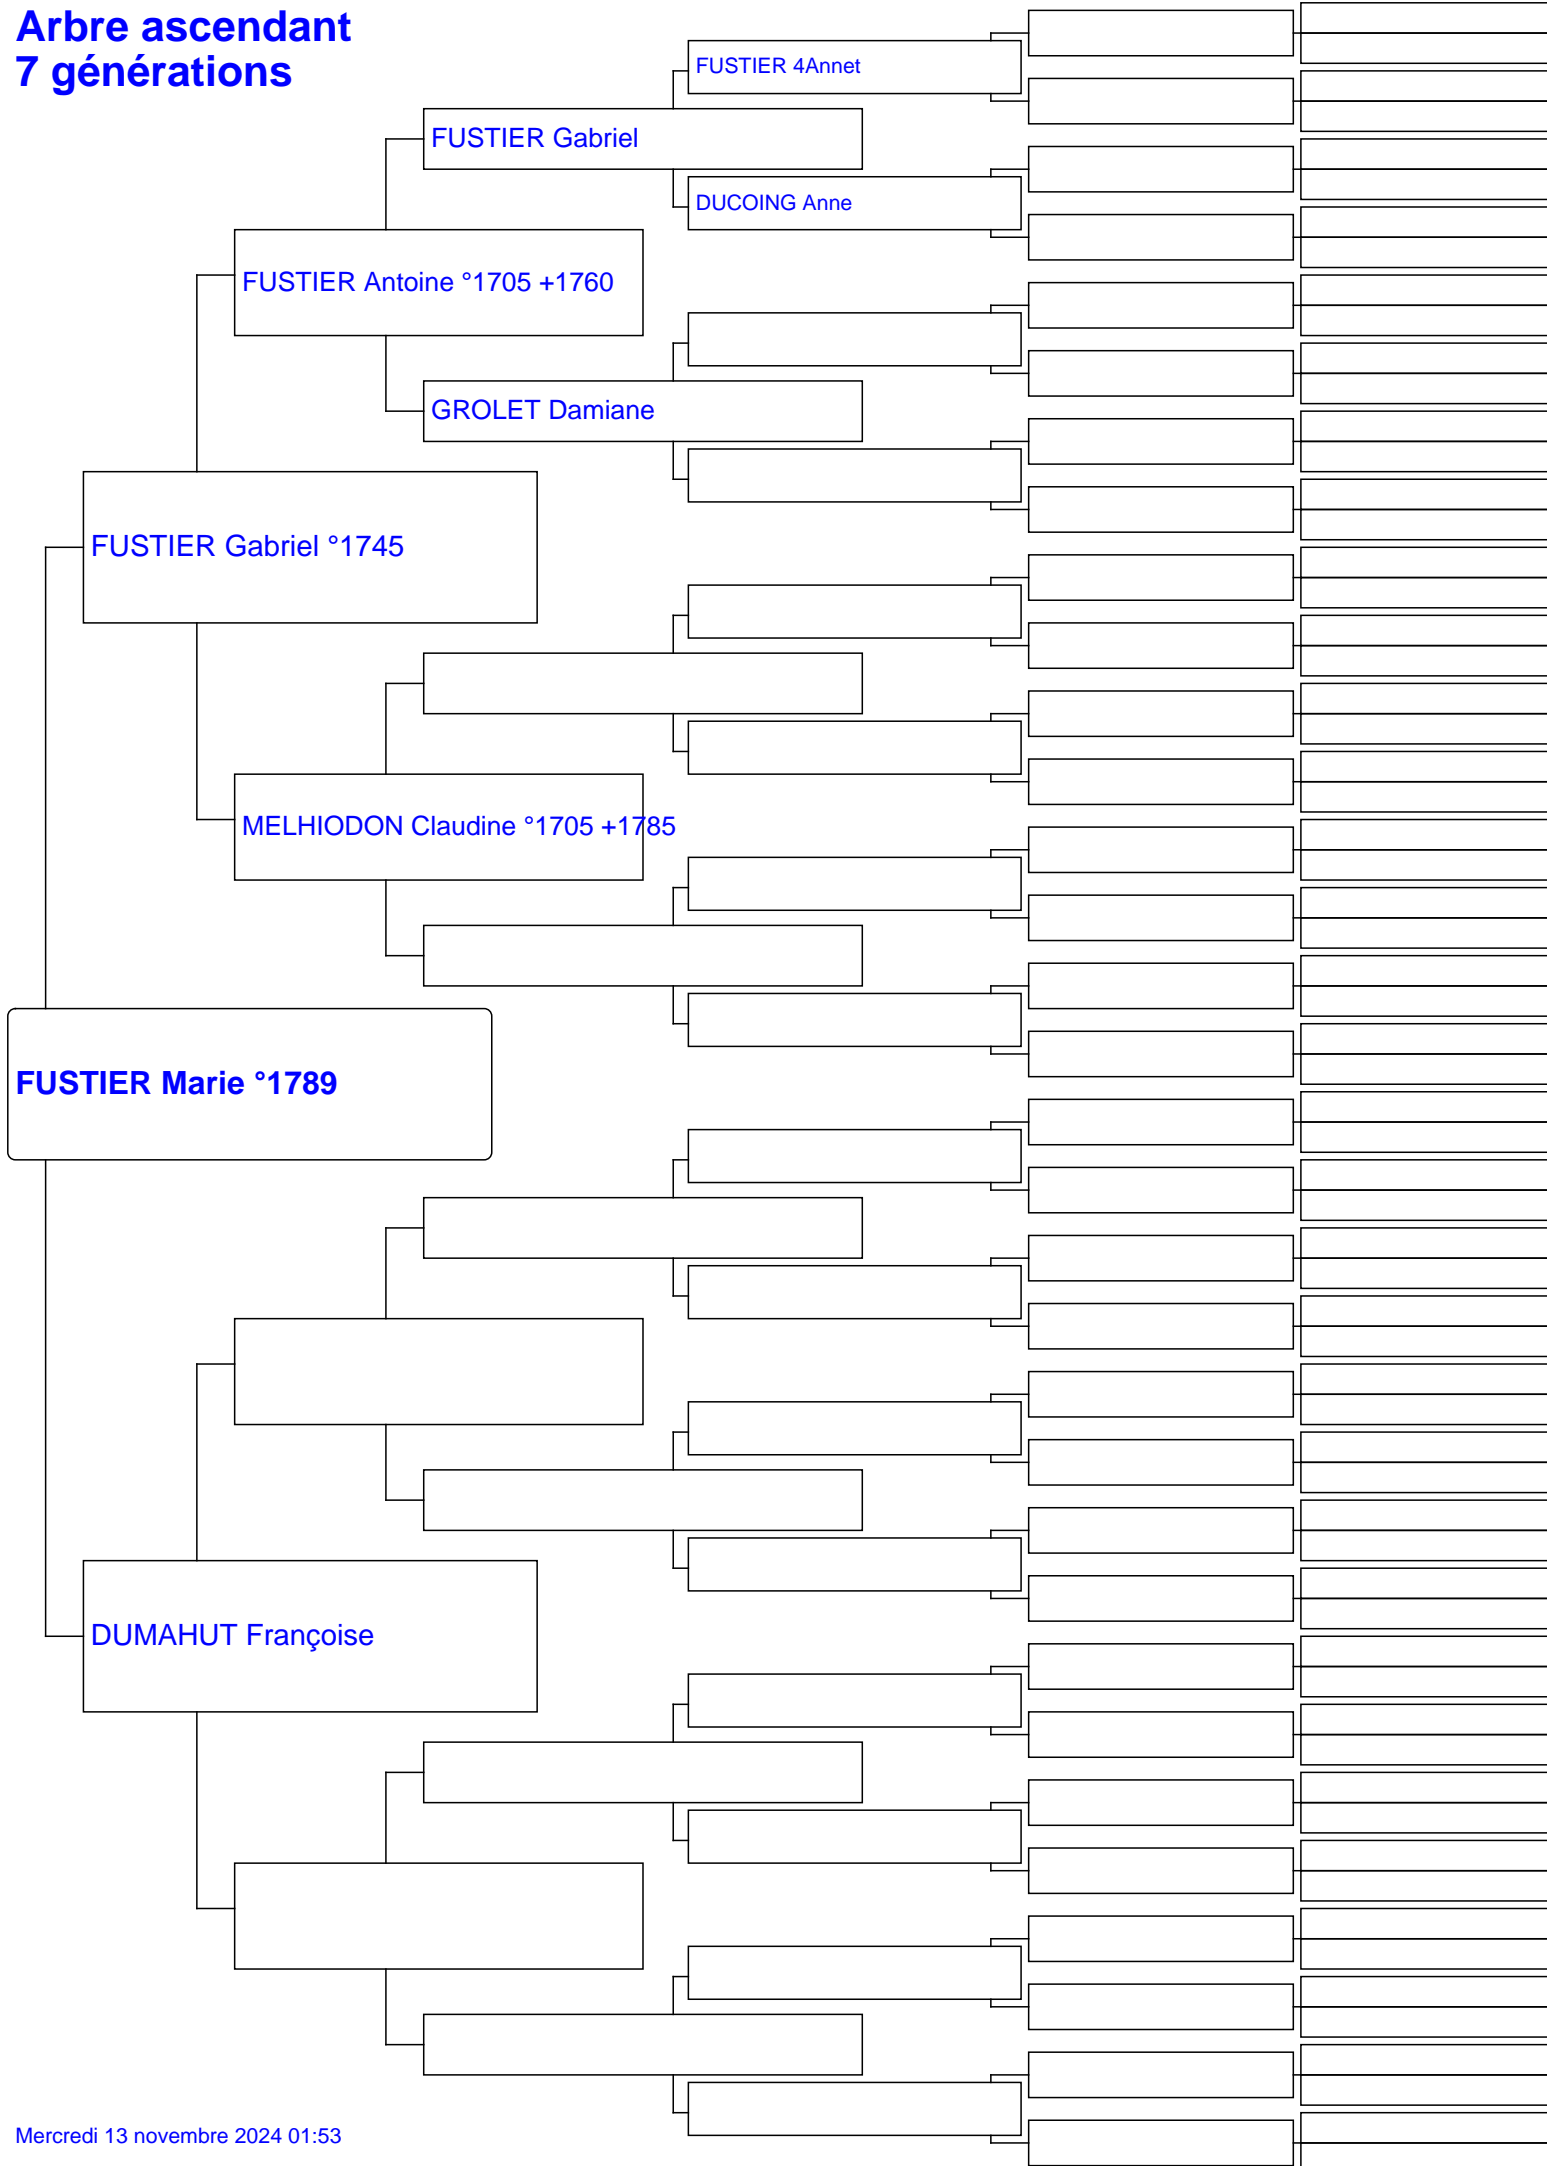 Arbre ascendant
7 générations
FUSTIER 4Annet
FUSTIER Gabriel
DUCOING Anne
FUSTIER Antoine °1705 +1760
GROLET Damiane
FUSTIER Gabriel °1745
MELHIODON Claudine °1705 +1785
FUSTIER Marie °1789
DUMAHUT Françoise
Mercredi 13 novembre 2024 01:53